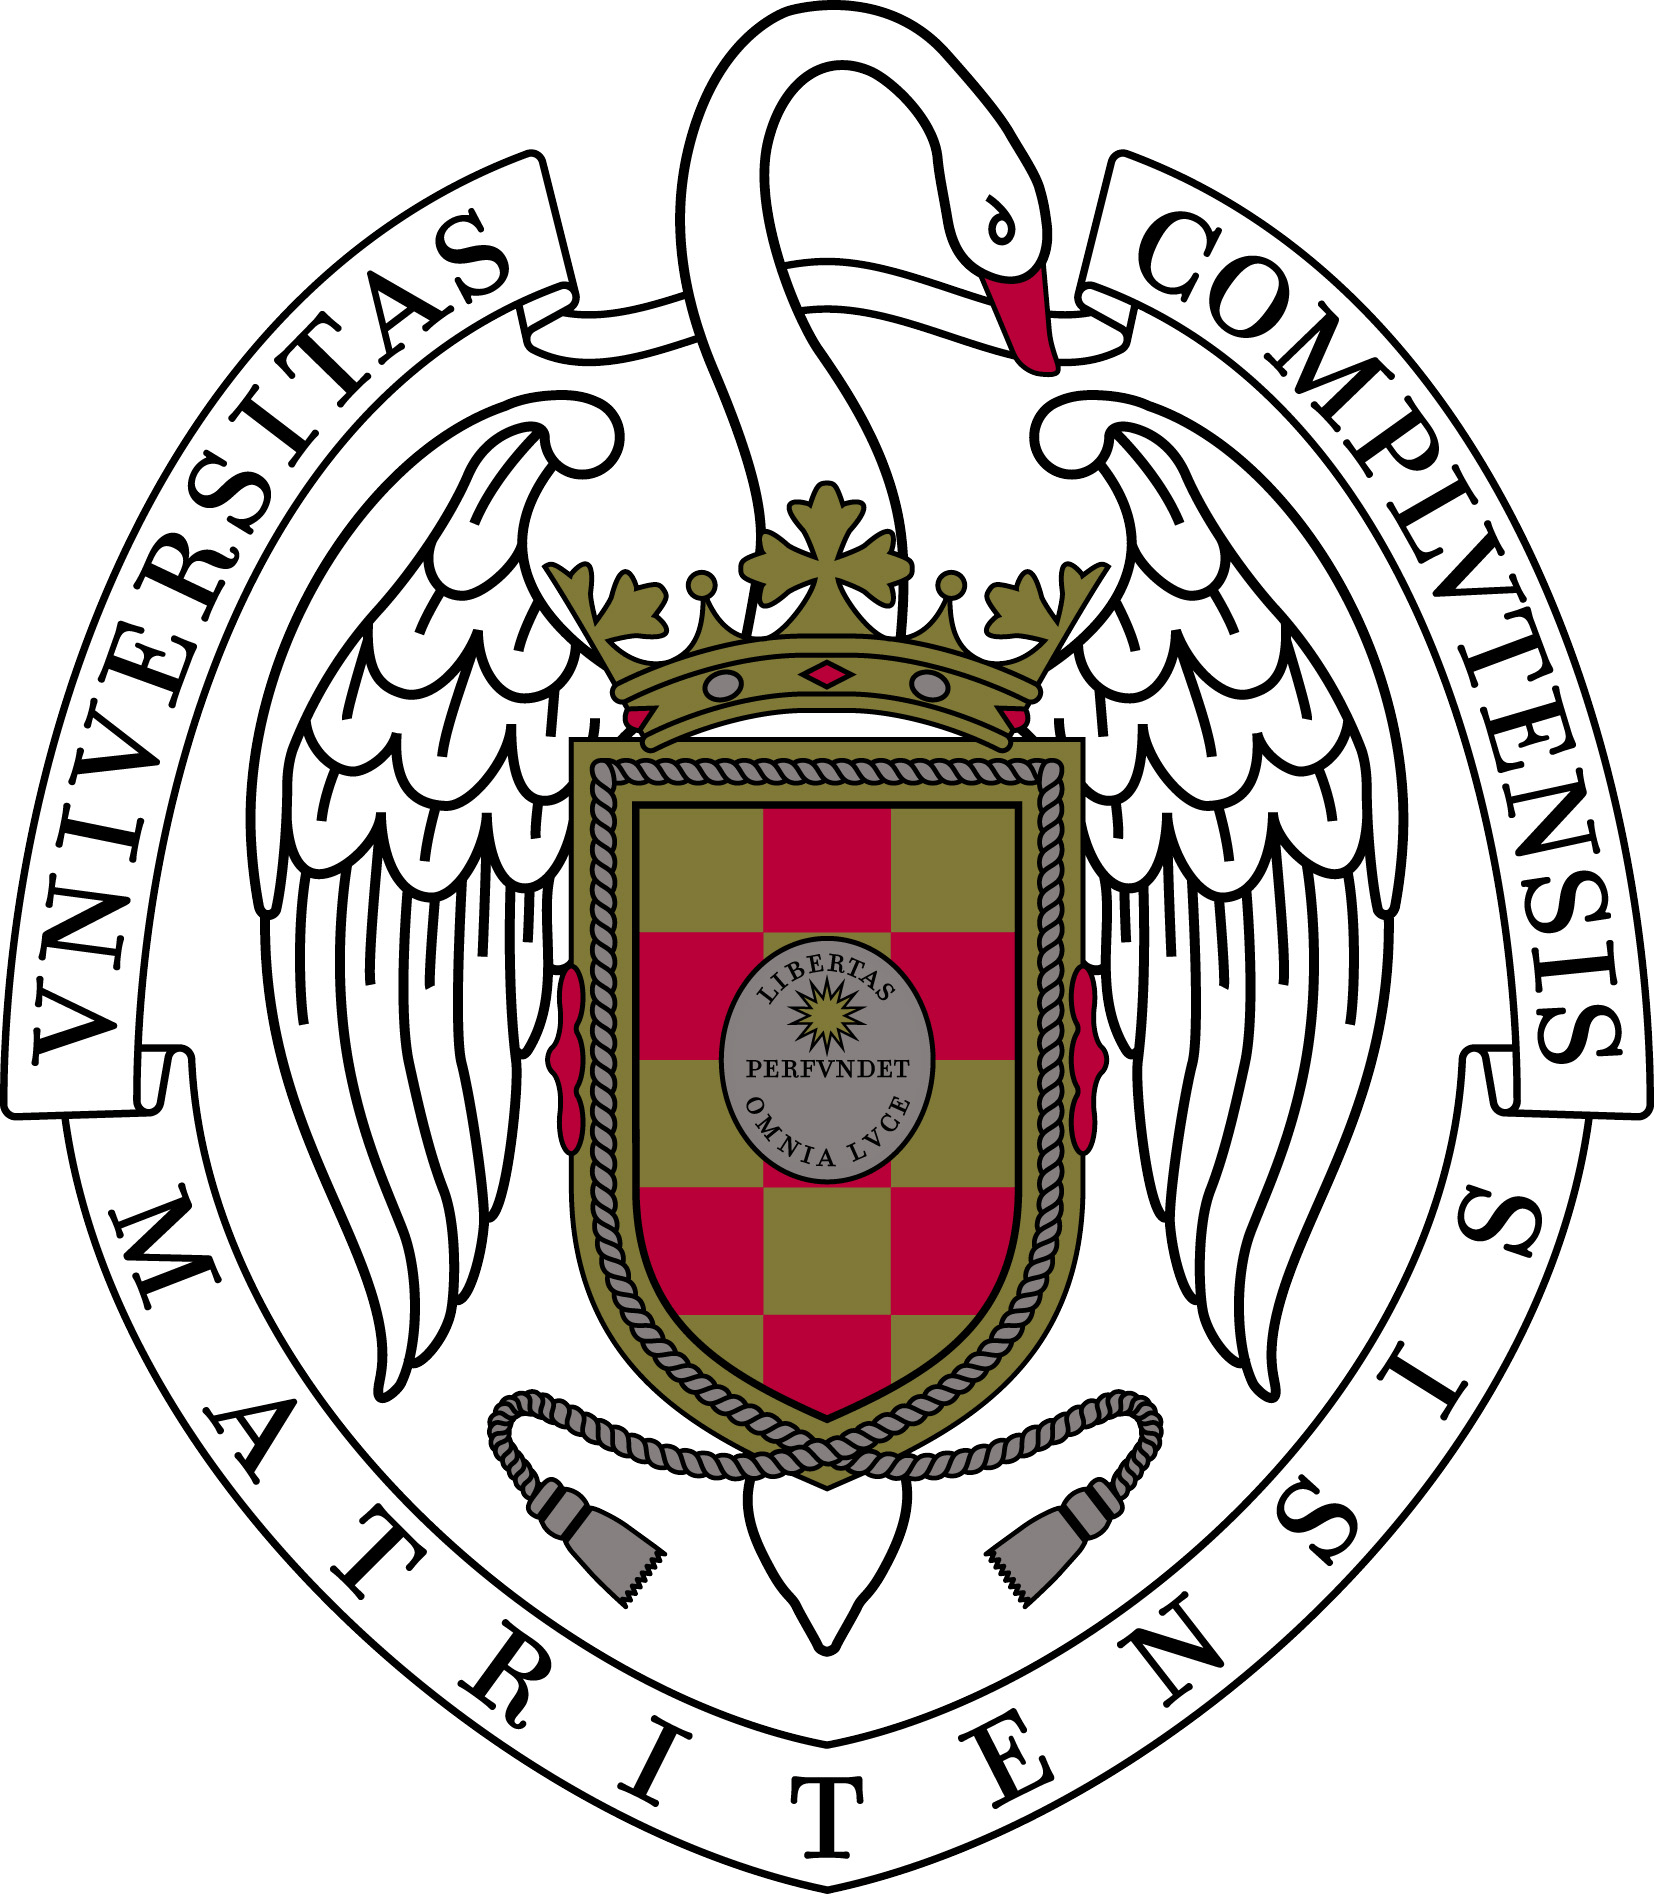 VNIVERSITAS
COMPLVTENSIS
MATRITENSIS
LIBERTAS
PERFVNDET
OMNIA LVCE